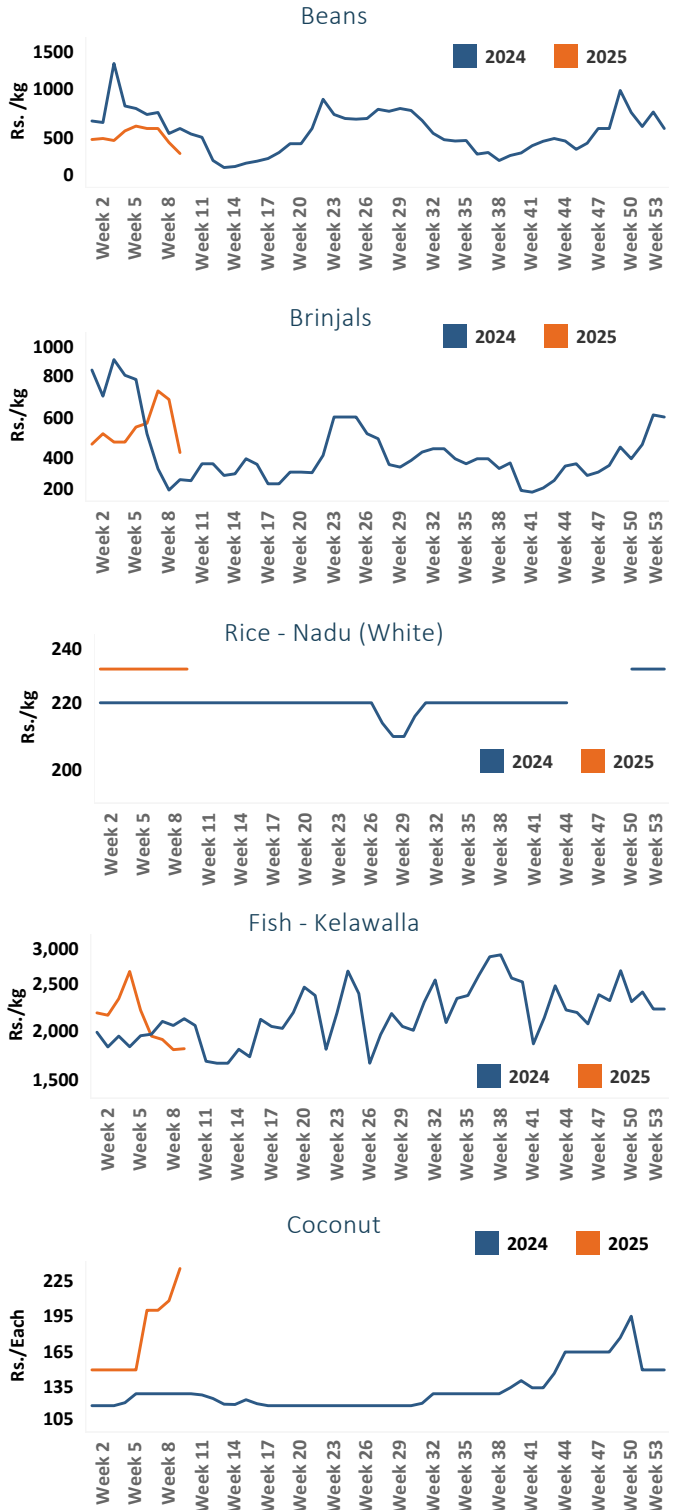 Beans
2024 2025
Rs. /kg
1500
1000
500
0
Week 2 Week 5 Week 8 Week 11 Week 14 Week 17 Week 20 Week 23 Week 26 Week 29 Week 32 Week 35 Week 38 Week 41 Week 44 Week 47 Week 50 Week 53
Brinjals
2024 2025
Rs./kg
1000
800
600
400
200
Week 2 Week 5 Week 8 Week 11 Week 14 Week 17 Week 20 Week 23 Week 26 Week 29 Week 32 Week 35 Week 38 Week 41 Week 44 Week 47 Week 50 Week 53
Rice - Nadu (White)
Rs./kg
240
220
200
2024 2025
Week 2 Week 5 Week 8 Week 11 Week 14 Week 17 Week 20 Week 23 Week 26 Week 29 Week 32 Week 35 Week 38 Week 41 Week 44 Week 47 Week 50 Week 53
Fish - Kelawalla
Rs./kg
3,000
2,500
2,000
1,500
2024 2025
Week 2 Week 5 Week 8 Week 11 Week 14 Week 17 Week 20 Week 23 Week 26 Week 29 Week 32 Week 35 Week 38 Week 41 Week 44 Week 47 Week 50 Week 53
Coconut
2024 2025
Rs./Each
225
195
165
135
105
Week 2 Week 5 Week 8 Week 11 Week 14 Week 17 Week 20 Week 23 Week 26 Week 29 Week 32 Week 35 Week 38 Week 41 Week 44 Week 47 Week 50 Week 53